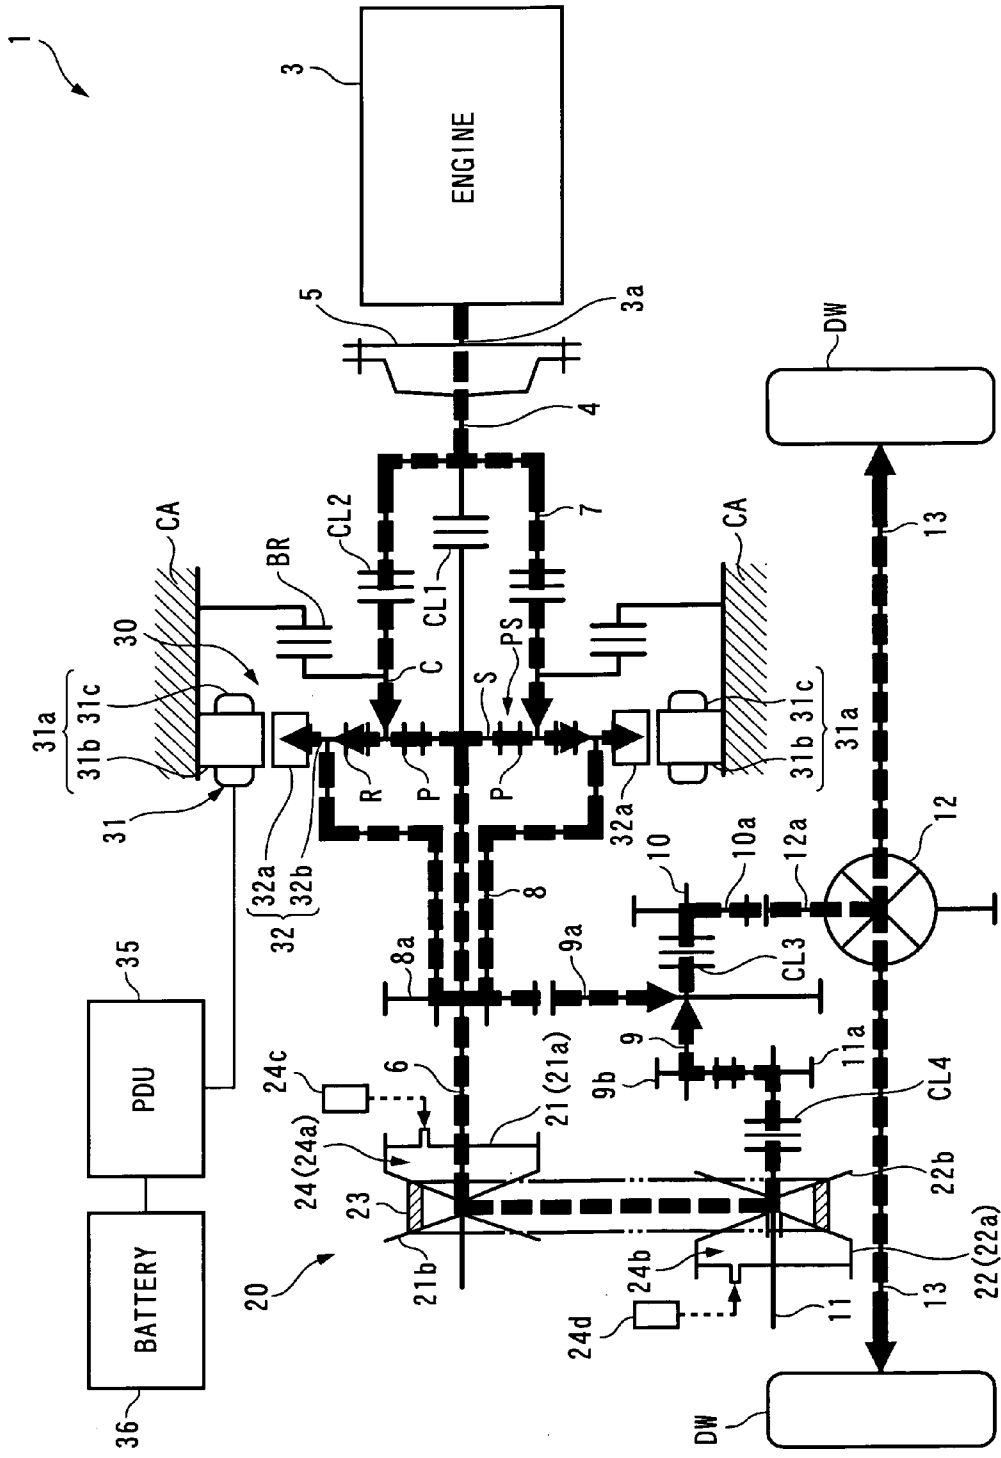 1
3
ENGINE
5
3a
4
DW
CA
BR
CL2
CL1
7
CA
13
30
C
PS
S
31a
31b 31c
31
R
P
P
32a
31b 31c
31a
32a
32b
32
8
10
10a
12a
12
8a
9a
CL3
35
PDU
24c
6
21(21a)
9
9b
11a
CL4
24(24a)
23
22b
36
BATTERY
20
21b
24b
24d
11
13
22(22a)
DW